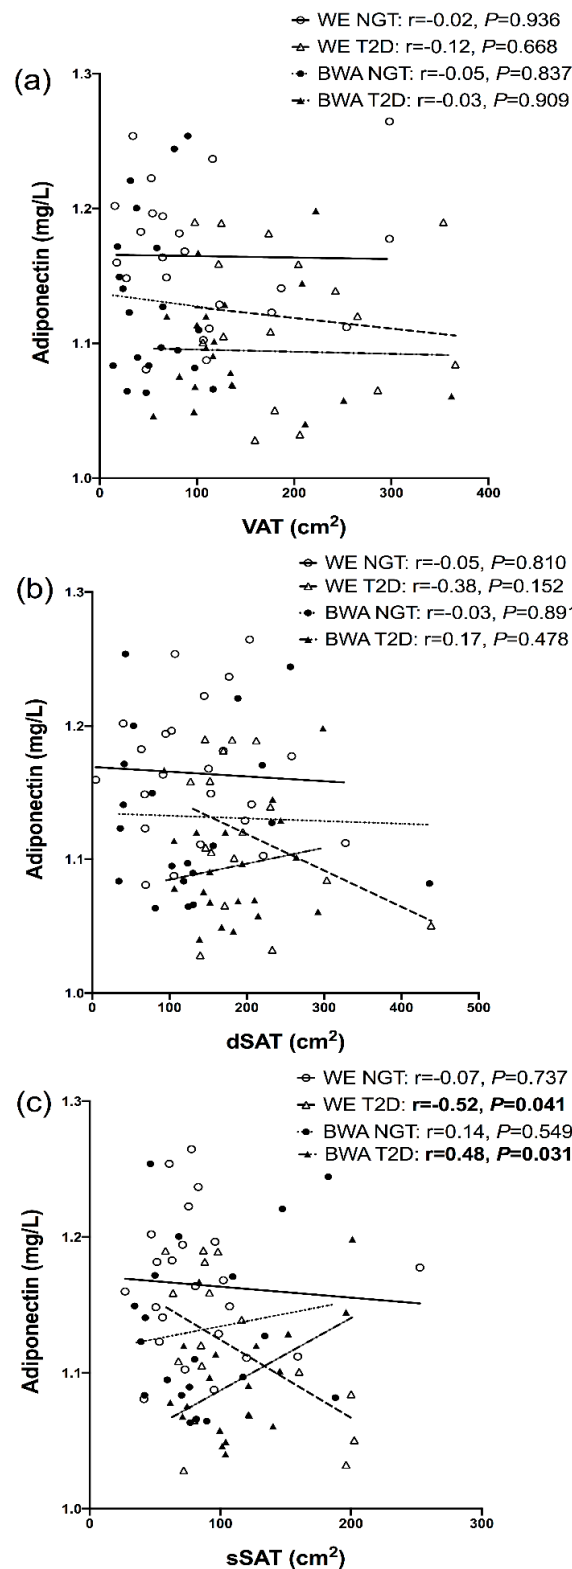 WE NGT: r=-0.02, P=0.936
WE T2D: r=-0.12, P=0.668
BWA NGT: r=-0.05, P=0.837
BWA T2D: r=-0.03, P=0.909
(a)
1.3
1.2
1.1
1.0
Adiponectin (mg/L)
0
100
200
300
400
VAT (cm²)
WE NGT: r=-0.05, P=0.810
WE T2D: r=-0.38, P=0.152
BWA NGT: r=-0.03, P=0.891
BWA T2D: r=0.17, P=0.478
(b)
1.3
1.2
1.1
1.0
Adiponectin (mg/L)
0
100
200
300
400
500
dSAT (cm²)
WE NGT: r=-0.07, P=0.737
WE T2D: r=-0.52, P=0.041
BWA NGT: r=0.14, P=0.549
BWA T2D: r=0.48, P=0.031
(c)
1.3
1.2
1.1
1.0
Adiponectin (mg/L)
0
100
200
300
sSAT (cm²)